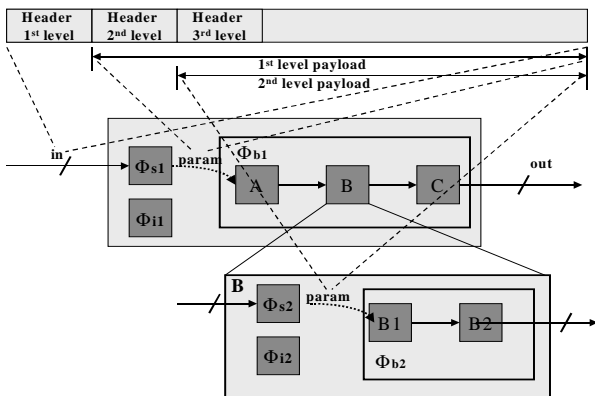 Header Header Header
1st level 2nd level 3rd level
1st level payload
2nd level payload
in
Φs1
param
Φb1
A
B
C
out
Φi1
B
Φs2
param
B1
B2
Φi2
Φb2